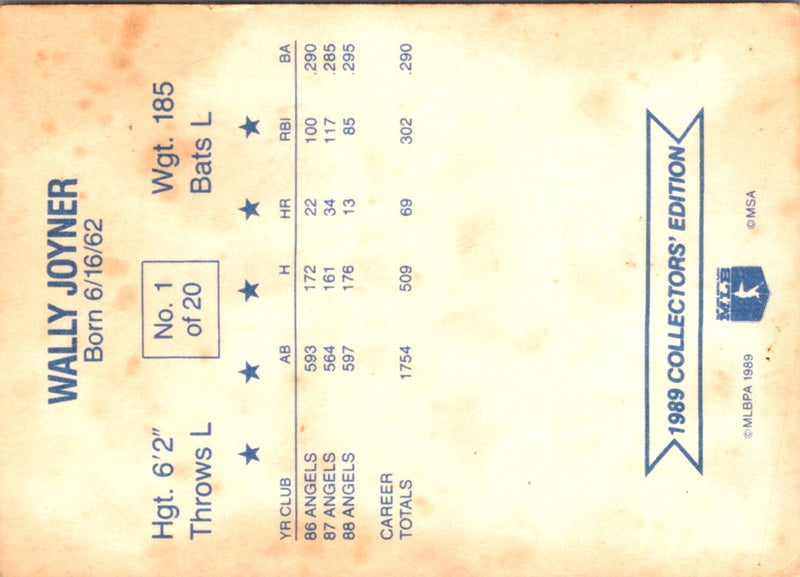 WALLY JOYNER
Born 6/16/62
Hgt. 6'2" No. 1 Wgt. 185
Throws L of 20 Bats L
YR CLUB AB H HR RBI BA
86 ANGELS 593 172 22 100 .290
87 ANGELS 564 161 34 117 .285
88 ANGELS 597 176 13 85 .295
CAREER
TOTALS 1754 509 69 302 .290
1989 COLLECTORS' EDITION
©MLBPA 1989 MLB ©MSA